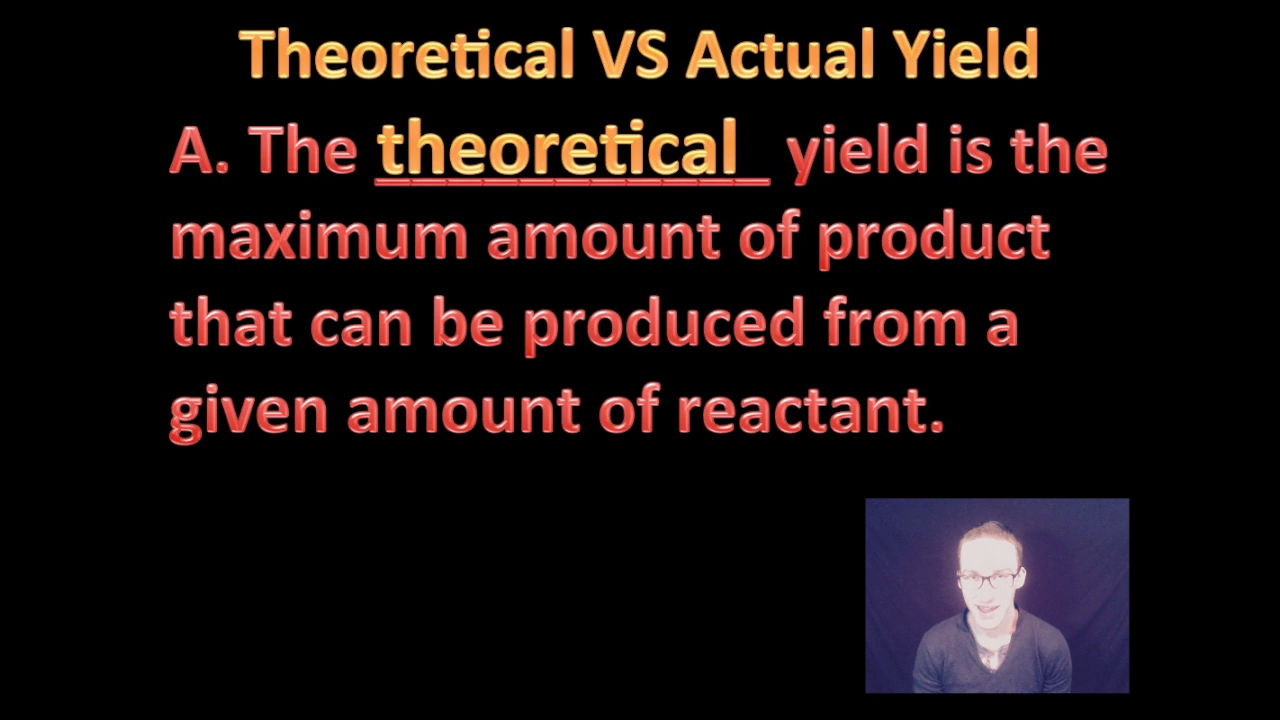 Theoretical VS Actual Yield
A. The theoretical yield is the
maximum amount of product
that can be produced from a
given amount of reactant.